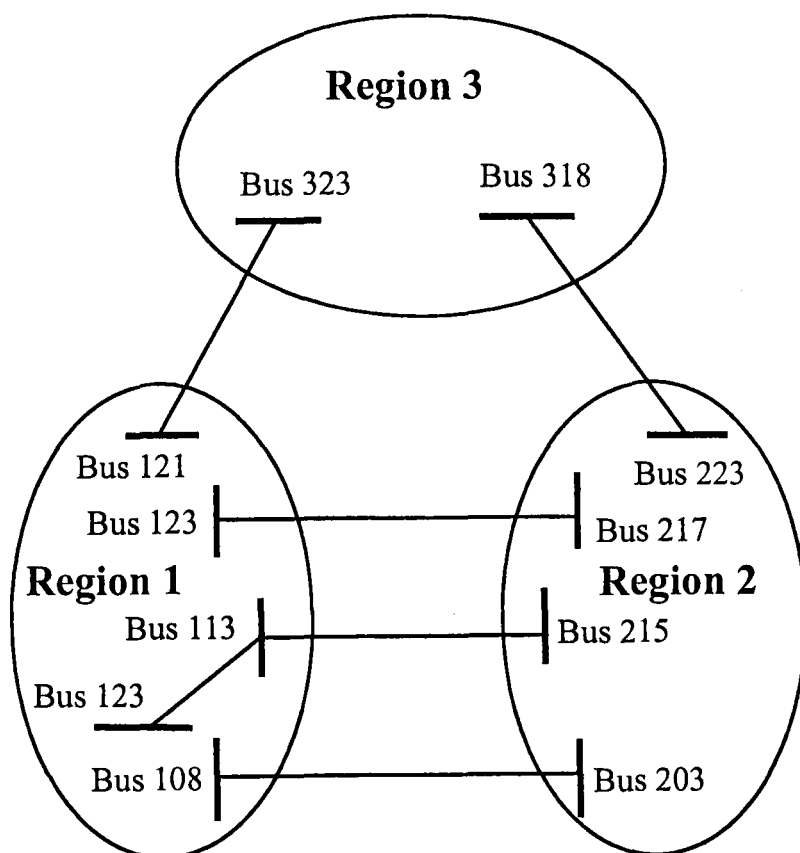 Region 3
Bus 323
Bus 318
Bus 121
Bus 223
Bus 123
Bus 217
Region 1
Region 2
Bus 113
Bus 215
Bus 123
Bus 108
Bus 203